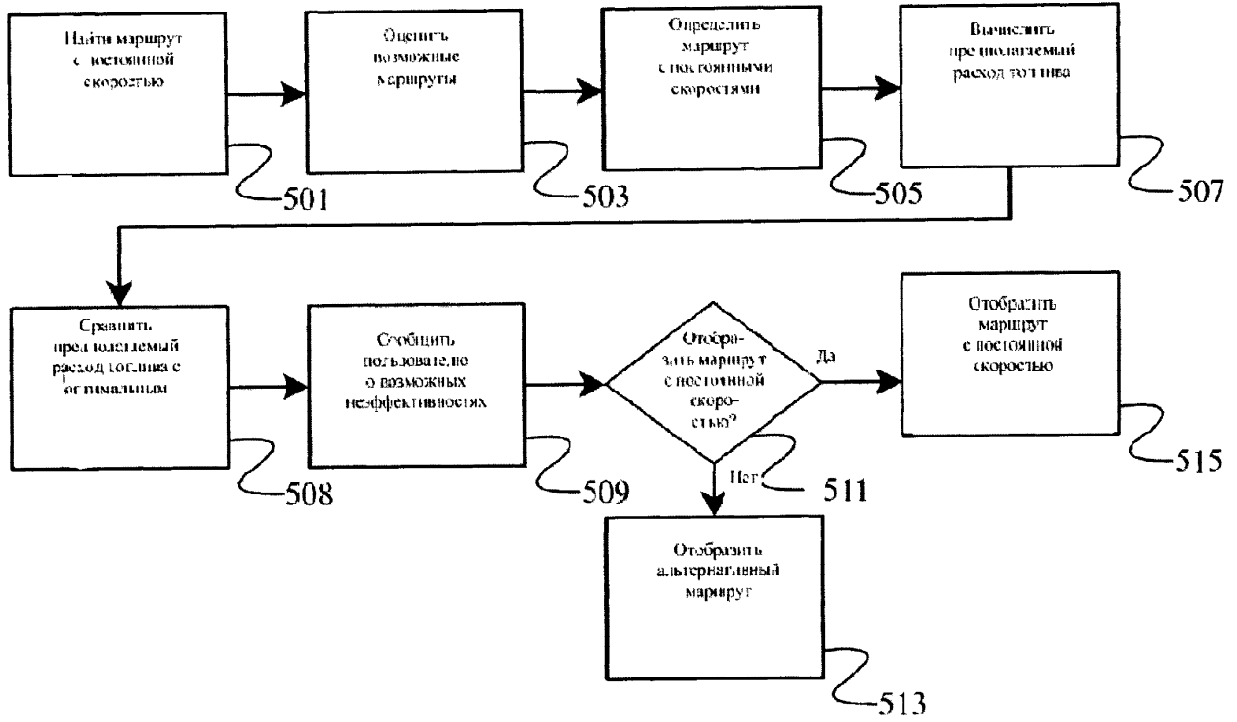 Найти маршрут
с постоянной
скоростью
501
Оценить
возможные
маршруты
503
Определить
маршрут
с постоянными
скоростями
505
Вычислить
предполагаемый
расход топлива
507
Сравнить
предполагаемый
расход топлива с
оптимальным
508
Сообщить
пользователю
о возможных
неэффективностях
509
Отобра-
зать маршрут
с постоянной
скоро-
стью?
511
Да
Нет
Отобразить
маршрут
с постоянной
скоростью
515
Отобразить
альтернативный
маршрут
513